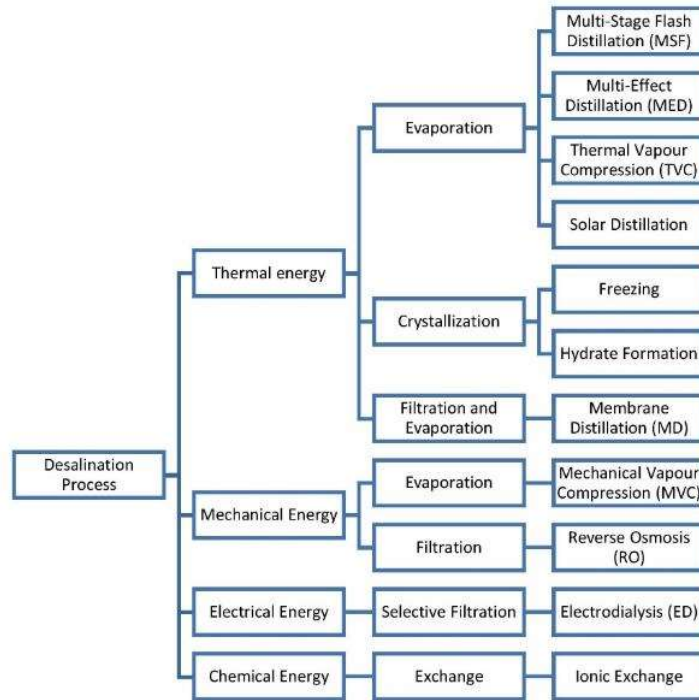 Multi-Stage Flash
Distillation (MSF)
Multi-Effect
Distillation (MED)
Evaporation
Thermal Vapour
Compression (TVC)
Solar Distillation
Thermal energy
Freezing
Crystallization
Hydrate Formation
Filtration and
Evaporation
Membrane
Distillation (MD)
Desalination
Process
Evaporation
Mechanical Vapour
Compression (MVC)
Mechanical Energy
Filtration
Reverse Osmosis
(RO)
Electrical Energy
Selective Filtration
Electrodialysis (ED)
Chemical Energy
Exchange
Ionic Exchange